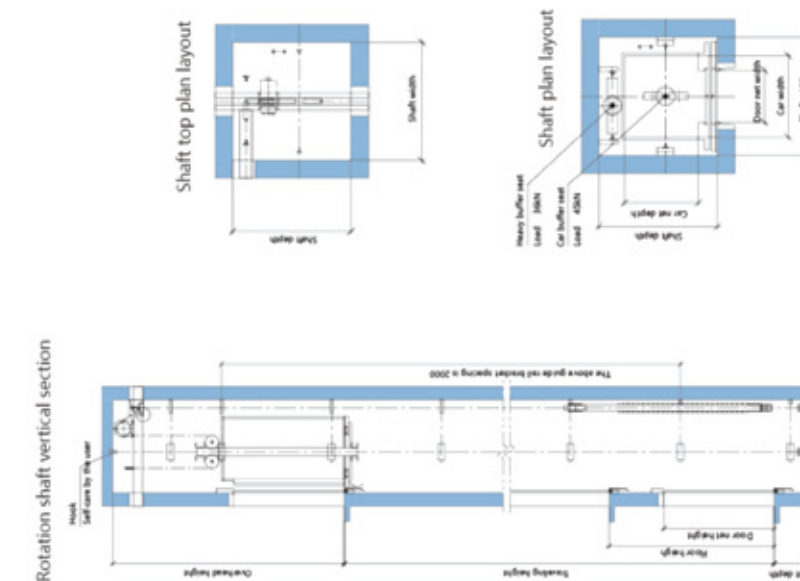 Shaft top plan layout
Shaft width
Shaft depth
Shaft plan layout
Door net width
Car width
Heavy buffer seat
Load 36kN
Car buffer seat
Load 45kN
Car net depth
Shaft depth
Rotation shaft vertical section
The above guide rail bracket spacing is 2000
Hook
Self-care by the user
Overhead height
Traveling height
Door net height
Floor heigh